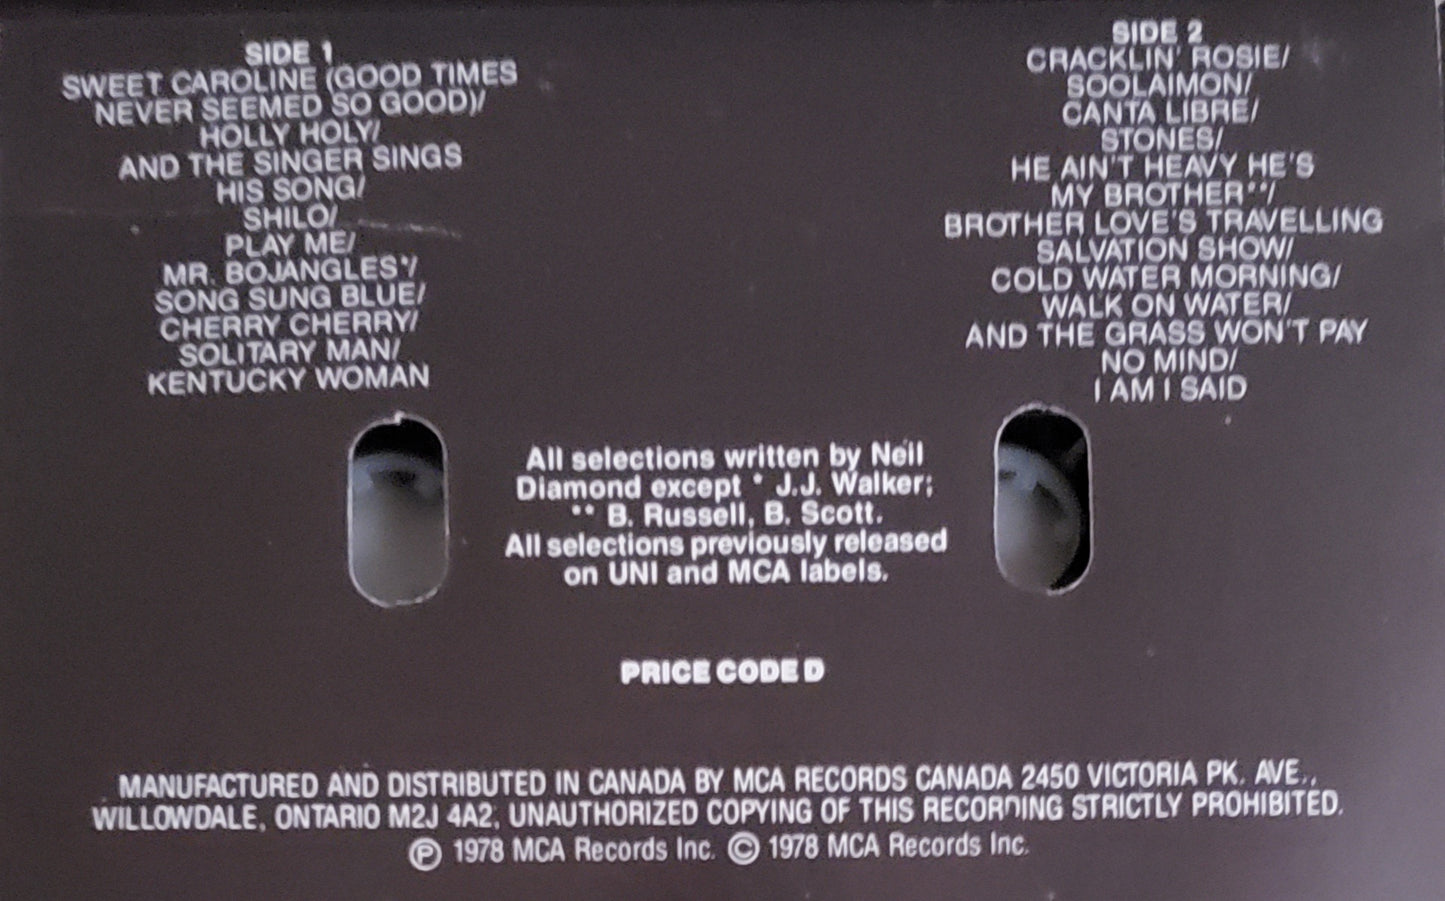 SIDE 1
SWEET CAROLINE (GOOD TIMES
NEVER SEEMED SO GOOD)/
HOLLY HOLY/
AND THE SINGER SINGS
HIS SONG/
SHILO/
PLAY ME/
MR. BOJANGLES*/
SONG SUNG BLUE/
CHERRY CHERRY/
SOLITARY MAN/
KENTUCKY WOMAN
SIDE 2
CRACKLIN' ROSIE/
SOOLAIMON/
CANTA LIBRE/
STONES/
HE AIN'T HEAVY HE'S
MY BROTHER**/
BROTHER LOVE'S TRAVELLING
SALVATION SHOW/
COLD WATER MORNING/
WALK ON WATER/
AND THE GRASS WON'T PAY
NO MIND/
I AM I SAID
All selections written by Neil
Diamond except * J.J. Walker;
** B. Russell, B. Scott.
All selections previously released
on UNI and MCA labels.
PRICE CODE D
MANUFACTURED AND DISTRIBUTED IN CANADA BY MCA RECORDS CANADA 2450 VICTORIA PK. AVE.,
WILLOWDALE, ONTARIO M2J 4A2, UNAUTHORIZED COPYING OF THIS RECORDING STRICTLY PROHIBITED.
℗ 1978 MCA Records Inc. © 1978 MCA Records Inc.